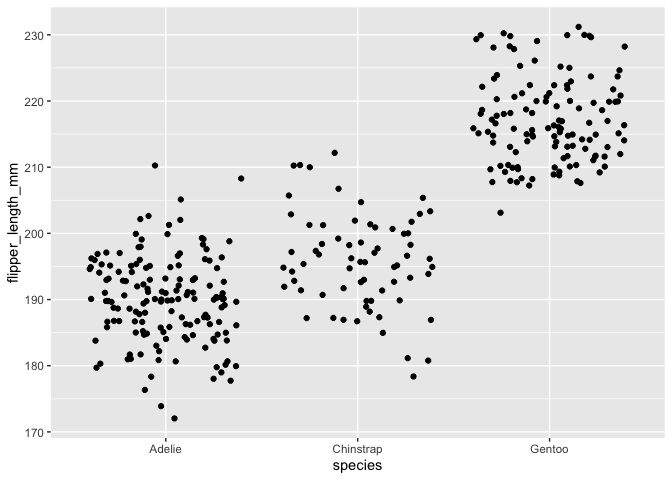 flipper_length_mm
230
220
210
200
190
180
170
Adelie
Chinstrap
Gentoo
species